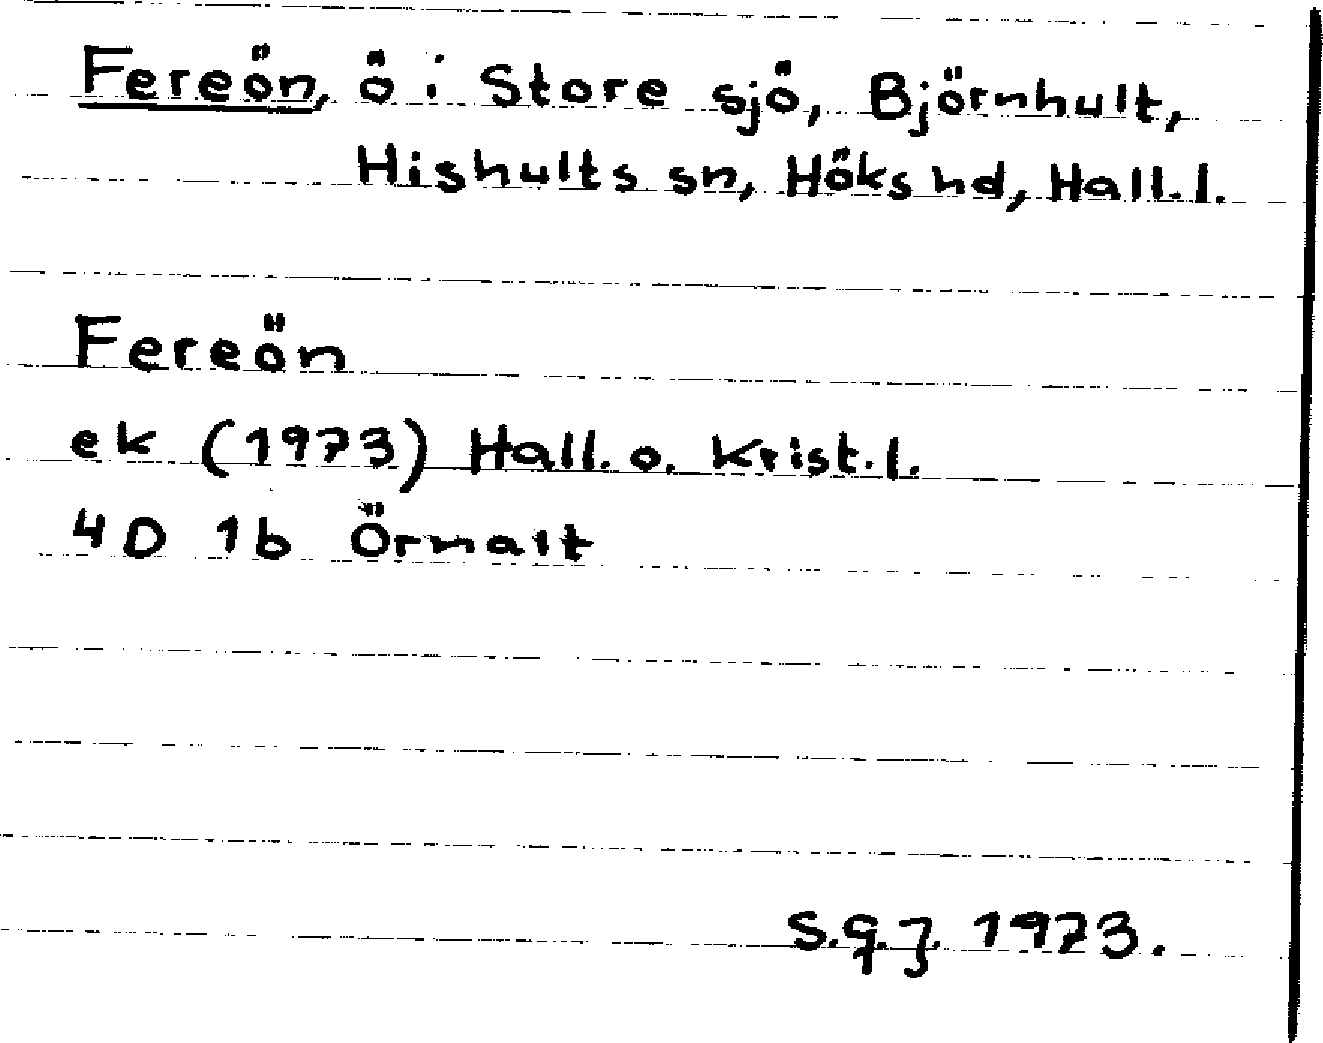 Fereön, ö i Store sjö, Björnhult,
Hishults sn, Höks hd, Hall.l.
Fereön
ek (1973) Hall. o. Krist.l.
4D 1b Örmalt
S.G.J. 1973.